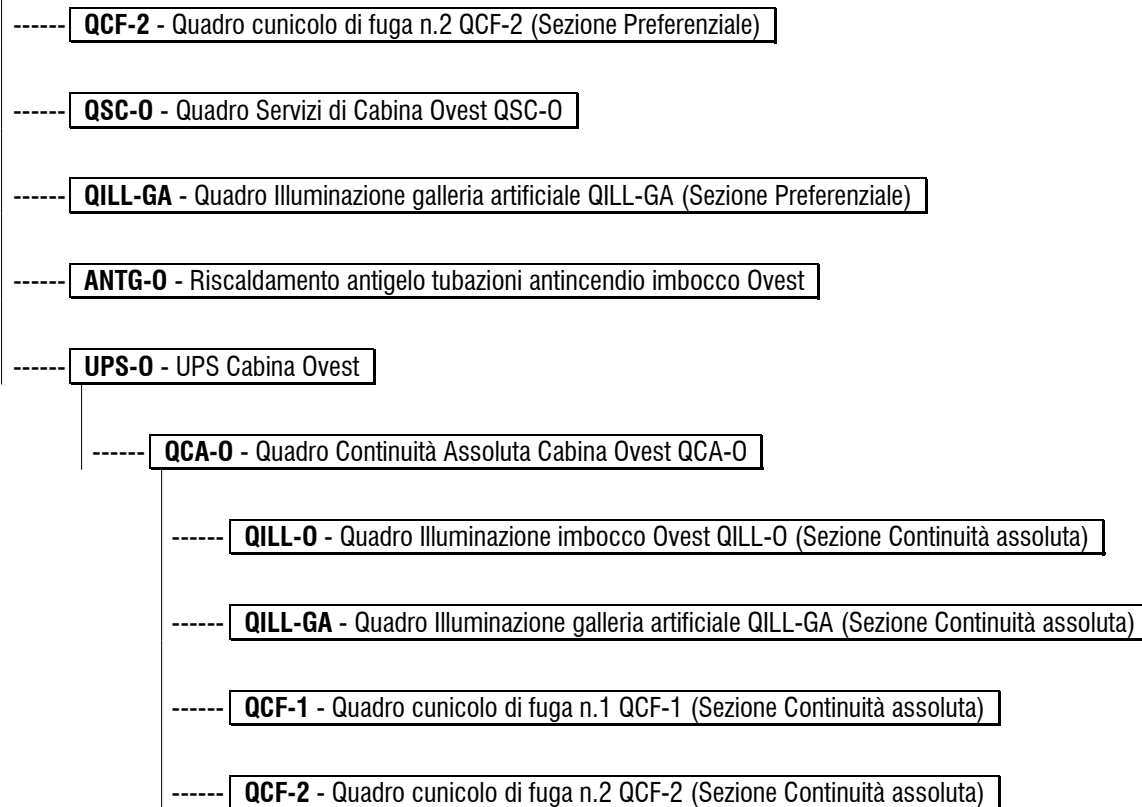 ------ QCF-2 - Quadro cunicolo di fuga n.2 QCF-2 (Sezione Preferenziale)
------ QSC-O - Quadro Servizi di Cabina Ovest QSC-O
------ QILL-GA - Quadro Illuminazione galleria artificiale QILL-GA (Sezione Preferenziale)
------ ANTG-O - Riscaldamento antigelo tubazioni antincendio imbocco Ovest
------ UPS-O - UPS Cabina Ovest
------ QCA-O - Quadro Continuità Assoluta Cabina Ovest QCA-O
------ QILL-O - Quadro Illuminazione imbocco Ovest QILL-O (Sezione Continuità assoluta)
------ QILL-GA - Quadro Illuminazione galleria artificiale QILL-GA (Sezione Continuità assoluta)
------ QCF-1 - Quadro cunicolo di fuga n.1 QCF-1 (Sezione Continuità assoluta)
------ QCF-2 - Quadro cunicolo di fuga n.2 QCF-2 (Sezione Continuità assoluta)